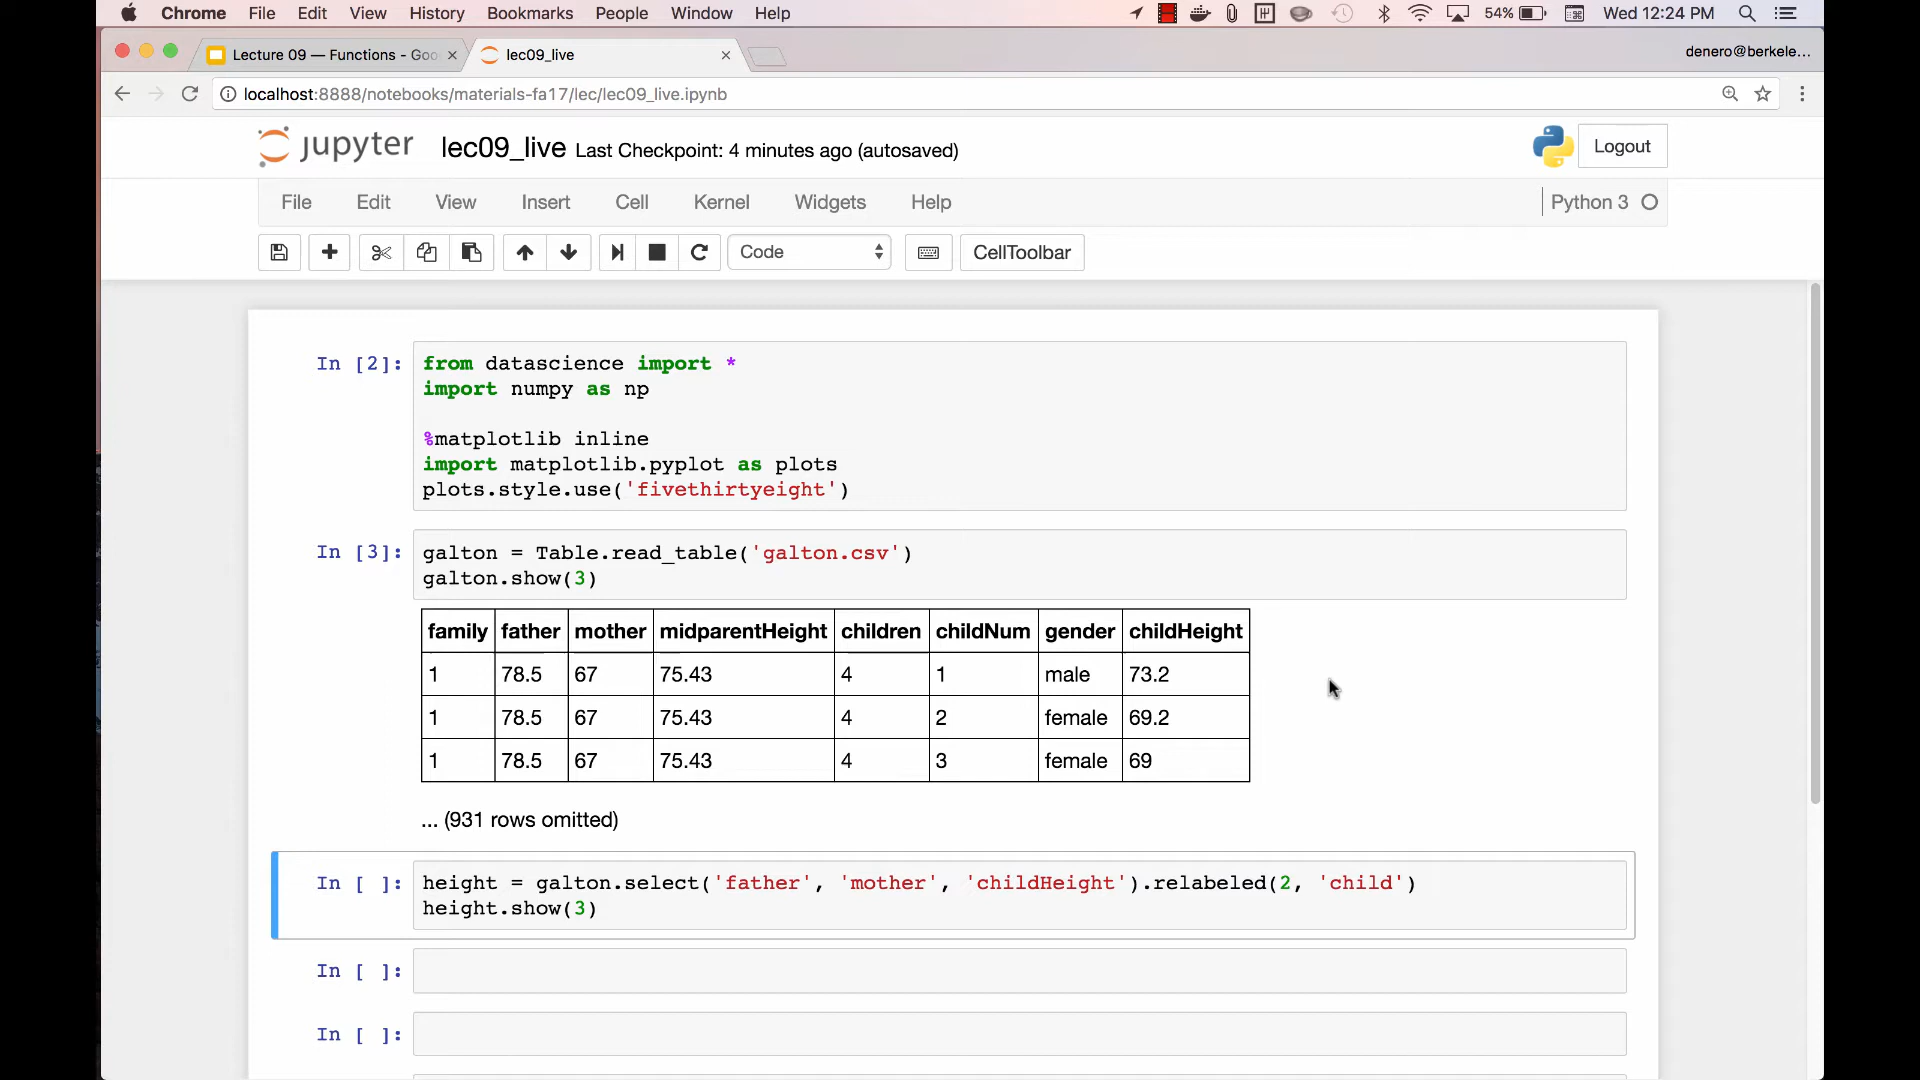 Chrome File Edit View History Bookmarks People Window Help 54% Wed 12:24 PM
Lecture 09 — Functions - Goo lec09_live denero@berkele...
localhost:8888/notebooks/materials-fa17/lec/lec09_live.ipynb
jupyter lec09_live Last Checkpoint: 4 minutes ago (autosaved) Logout
File Edit View Insert Cell Kernel Widgets Help Python 3
Code CellToolbar
In [2]: from datascience import *
import numpy as np
%matplotlib inline
import matplotlib.pyplot as plots
plots.style.use('fivethirtyeight')
In [3]: galton = Table.read_table('galton.csv')
galton.show(3)
family father mother midparentHeight children childNum gender childHeight
1 78.5 67 75.43 4 1 male 73.2
1 78.5 67 75.43 4 2 female 69.2
1 78.5 67 75.43 4 3 female 69
... (931 rows omitted)
In [ ]: height = galton.select('father', 'mother', 'childHeight').relabeled(2, 'child')
height.show(3)
In [ ]:
In [ ]: